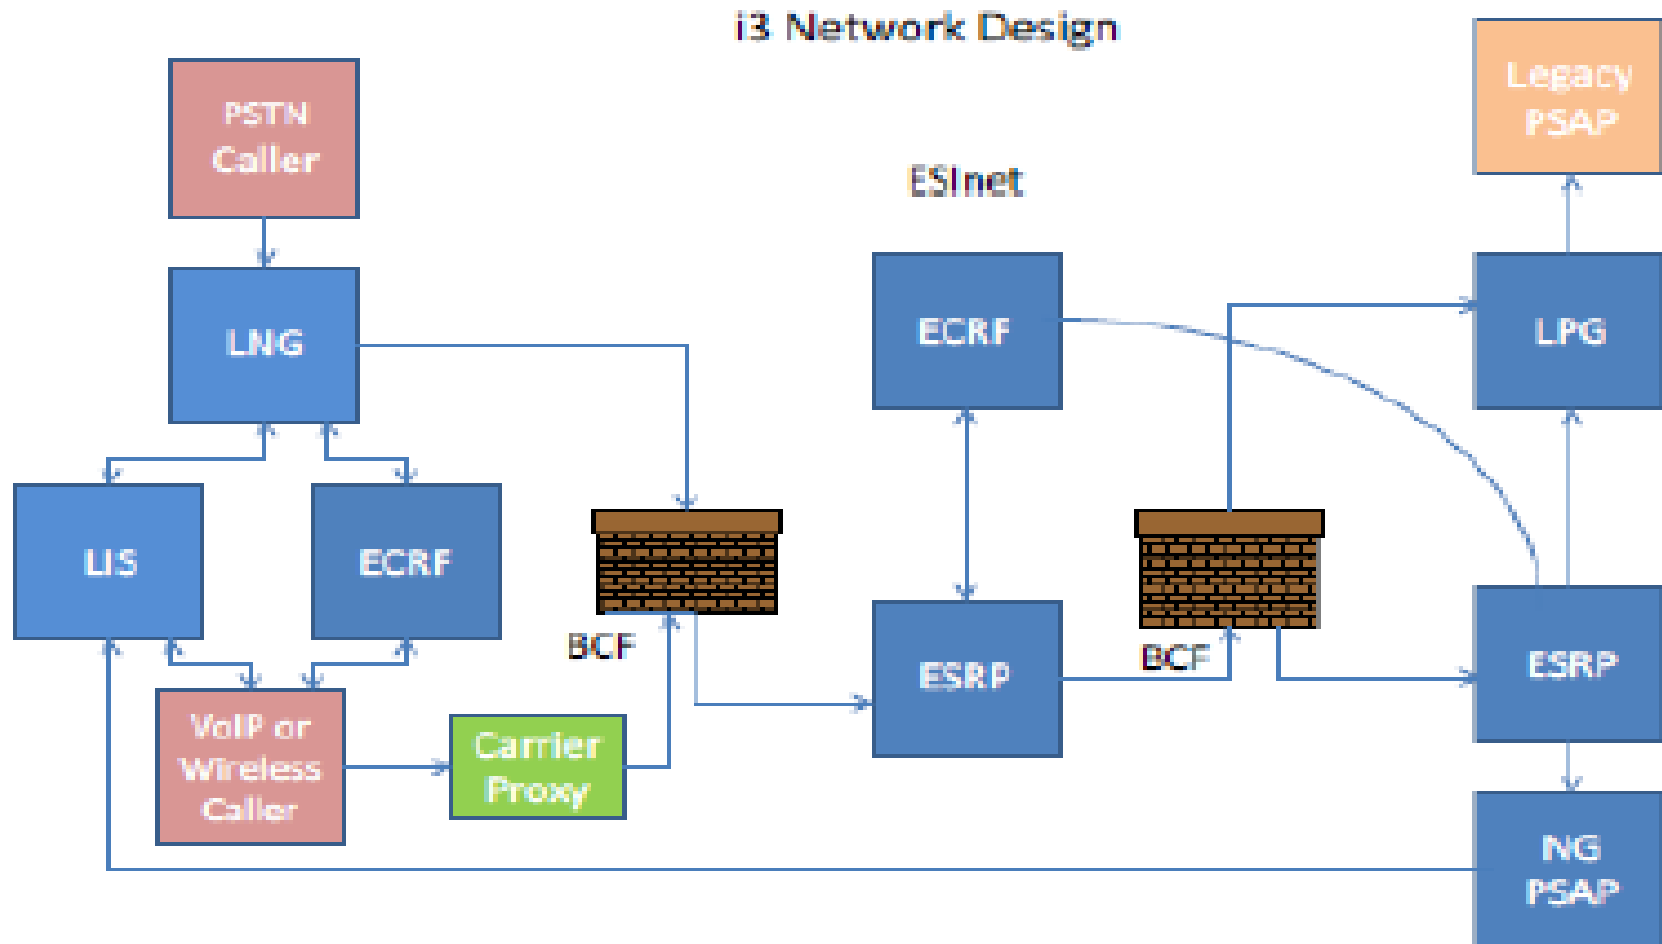 i3 Network Design
PSTN
Caller
Legacy
PSAP
ESInet
LNG
ECRF
LPG
LIS
ECRF
BCF
ESRP
BCF
ESRP
VoIP or
Wireless
Caller
Carrier
Proxy
NG
PSAP